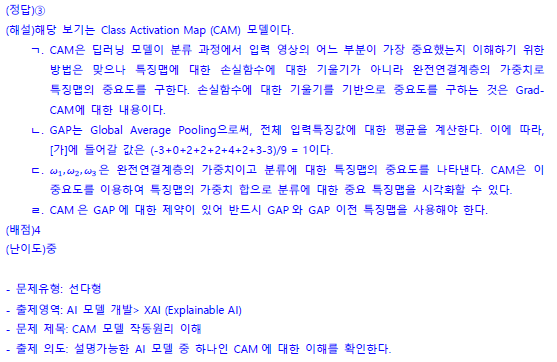 (정답)③
(해설)해당 보기는 Class Activation Map (CAM) 모델이다.
ㄱ. CAM은 딥러닝 모델이 분류 과정에서 입력 영상의 어느 부분이 가장 중요했는지 이해하기 위한
방법은 맞으나 특징맵에 대한 손실함수에 대한 기울기가 아니라 완전연결계층의 가중치로
특징맵의 중요도를 구한다. 손실함수에 대한 기울기를 기반으로 중요도를 구하는 것은 Grad-
CAM에 대한 내용이다.
ㄴ. GAP는 Global Average Pooling으로써, 전체 입력특징값에 대한 평균을 계산한다. 이에 따라,
[가]에 들어갈 값은 (-3+0+2+2+2+4+2+3-3)/9 = 1이다.
ㄷ. 𝜔₁,𝜔₂,𝜔₃은 완전연결계층의 가중치이고 분류에 대한 특징맵의 중요도를 나타낸다. CAM은 이
중요도를 이용하여 특징맵의 가중치 합으로 분류에 대한 중요 특징맵을 시각화할 수 있다.
ㄹ. CAM은 GAP에 대한 제약이 있어 반드시 GAP와 GAP 이전 특징맵을 사용해야 한다.
(배점)4
(난이도)중
- 문제유형: 선다형
- 출제영역: AI 모델 개발> XAI (Explainable AI)
- 문제 제목: CAM 모델 작동원리 이해
- 출제 의도: 설명가능한 AI 모델 중 하나인 CAM에 대한 이해를 확인한다.